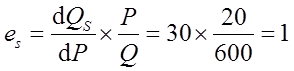 e_s = dQ_S/dP × P/Q = 30 × 20/600 = 1